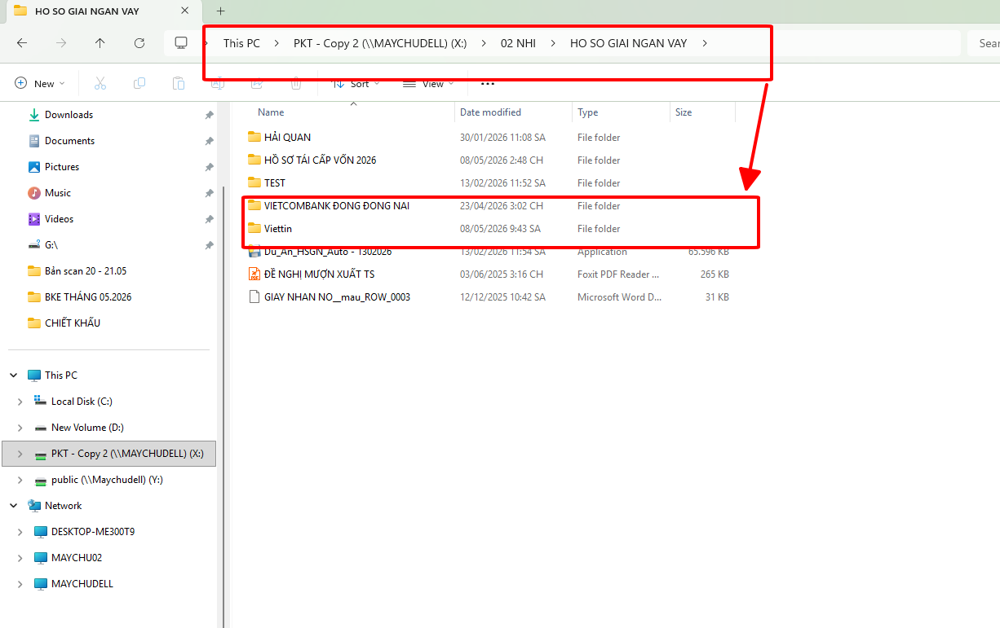 HO SO GIAI NGAN VAY
This PC > PKT - Copy 2 (\\MAYCHUDELL) (X:) > 02 NHI > HO SO GIAI NGAN VAY >
Sear
New
Sort
View
Downloads
Documents
Pictures
Music
Videos
G:\
Bản scan 20 - 21.05
BKE THÁNG 05.2026
CHIẾT KHẤU
This PC
Local Disk (C:)
New Volume (D:)
PKT - Copy 2 (\\MAYCHUDELL) (X:)
public (\\Maychudell) (Y:)
Network
DESKTOP-ME300T9
MAYCHU02
MAYCHUDELL
Name Date modified Type Size
HẢI QUAN 30/01/2026 11:08 SA File folder
HỒ SƠ TÁI CẤP VỐN 2026 08/05/2026 2:48 CH File folder
TEST 13/02/2026 11:52 SA File folder
VIETCOMBANK ĐONG ĐONG NAI 23/04/2026 3:02 CH File folder
Viettin 08/05/2026 9:43 SA File folder
Du_An_HSGN_Auto - 1302026 13/02/2026 11:54 SA Application 65.596 KB
ĐỀ NGHỊ MƯỢN XUẤT TS 03/06/2025 3:16 CH Foxit PDF Reader ... 265 KB
GIAY NHAN NO__mau_ROW_0003 12/12/2025 10:42 SA Microsoft Word D... 31 KB